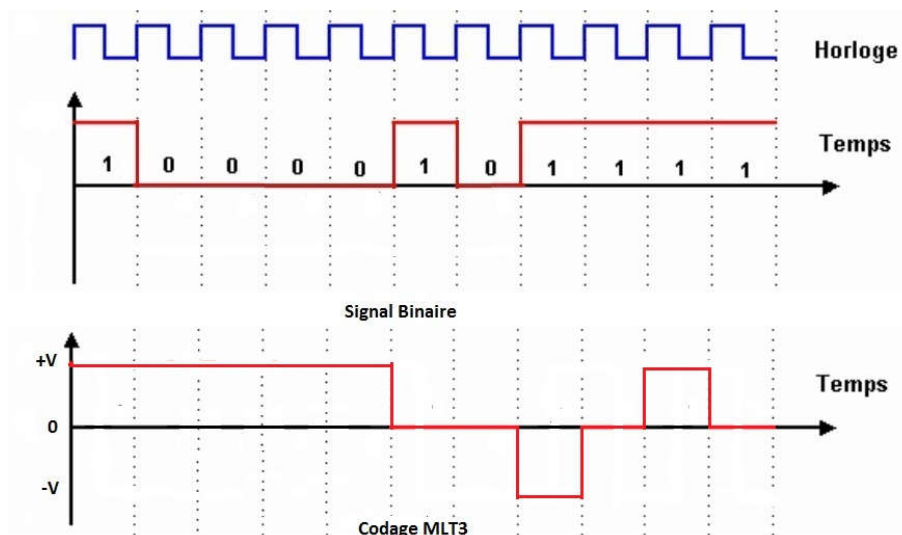 Horloge
Temps
1 0 0 0 0 1 0 1 1 1 1
Signal Binaire
+V
Temps
0
-V
Codage MLT3